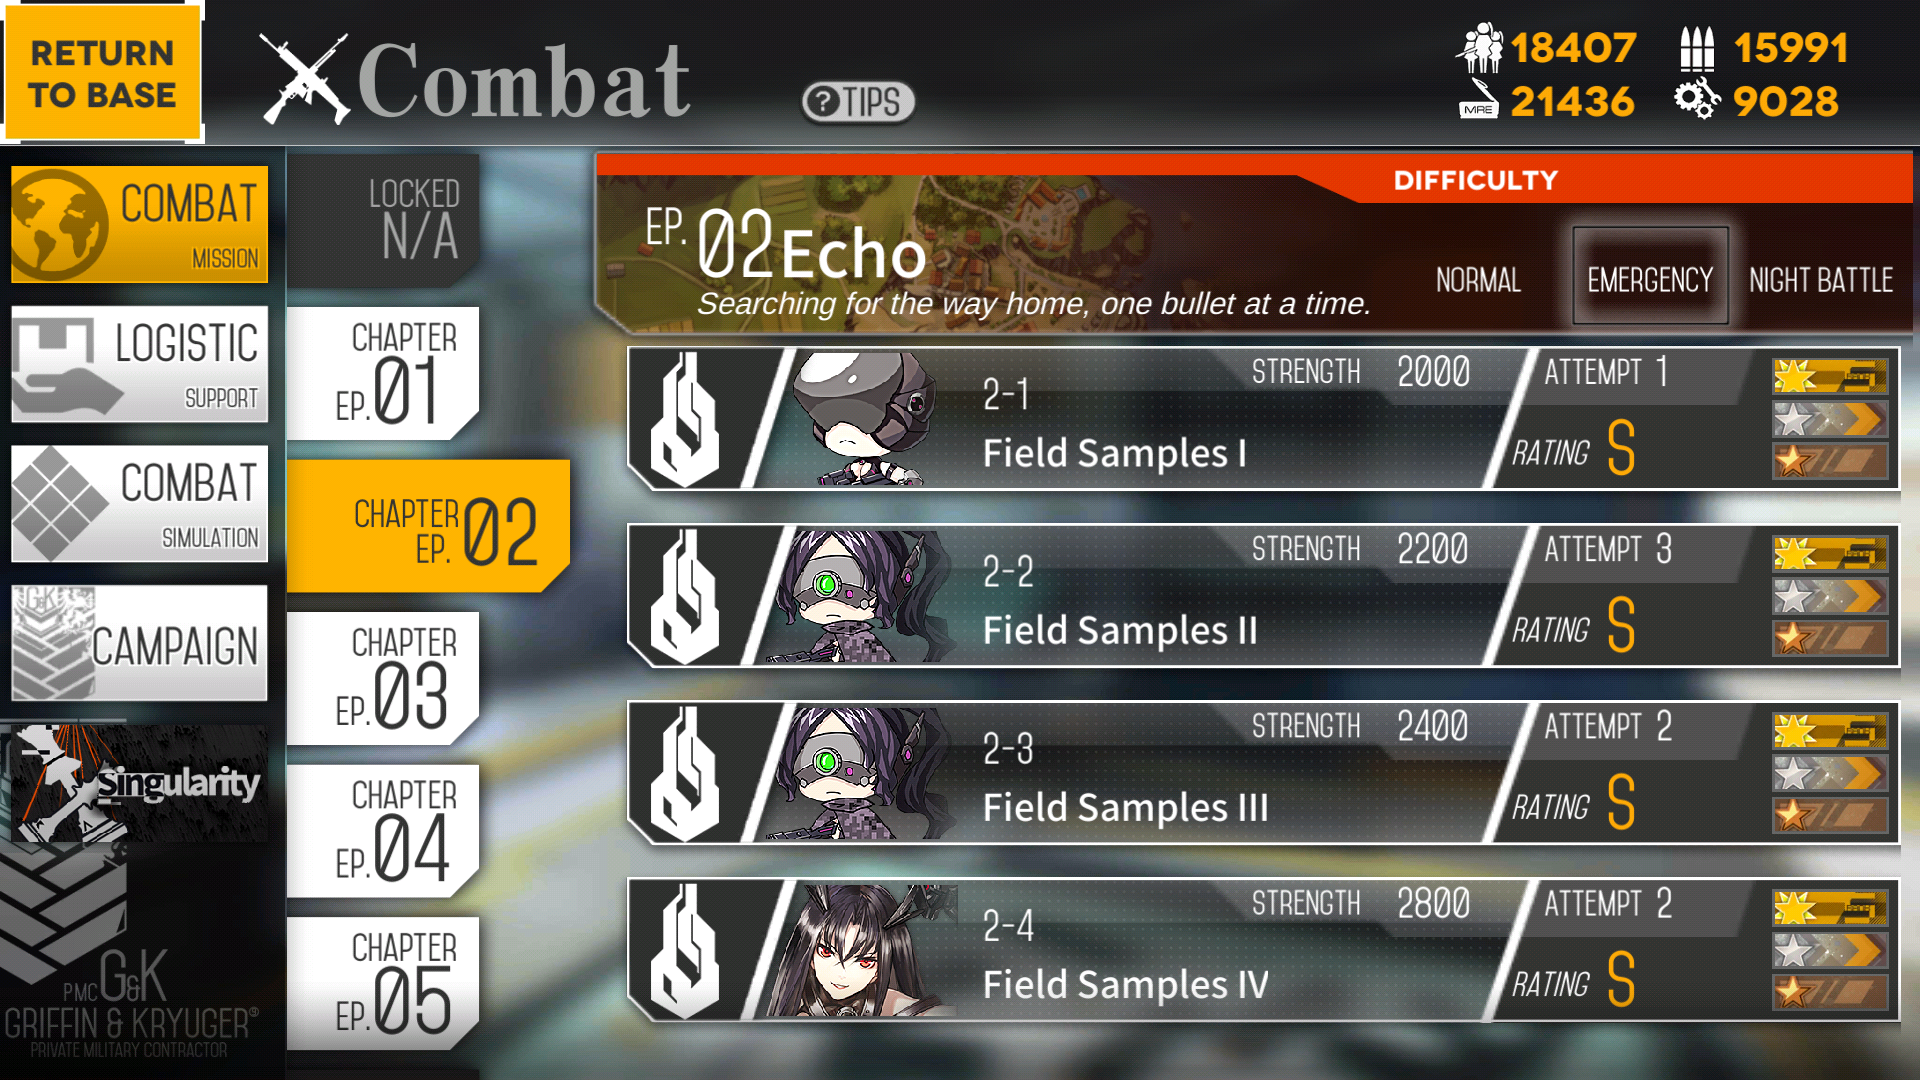 RETURN
TO BASE
Combat
? TIPS
18407
15991
MRE
21436
9028
COMBAT
MISSION
LOGISTIC
SUPPORT
COMBAT
SIMULATION
G&K
CAMPAIGN
Singularity
PMC G&K
GRIFFIN & KRYUGER®
PRIVATE MILITARY CONTRACTOR
LOCKED
N/A
CHAPTER
EP.01
CHAPTER
EP. 02
CHAPTER
EP.03
CHAPTER
EP.04
CHAPTER
EP.05
DIFFICULTY
EP. 02 Echo
Searching for the way home, one bullet at a time.
NORMAL
EMERGENCY
NIGHT BATTLE
2-1
Field Samples I
STRENGTH 2000
ATTEMPT 1
RATING S
2-2
Field Samples II
STRENGTH 2200
ATTEMPT 3
RATING S
2-3
Field Samples III
STRENGTH 2400
ATTEMPT 2
RATING S
2-4
Field Samples IV
STRENGTH 2800
ATTEMPT 2
RATING S